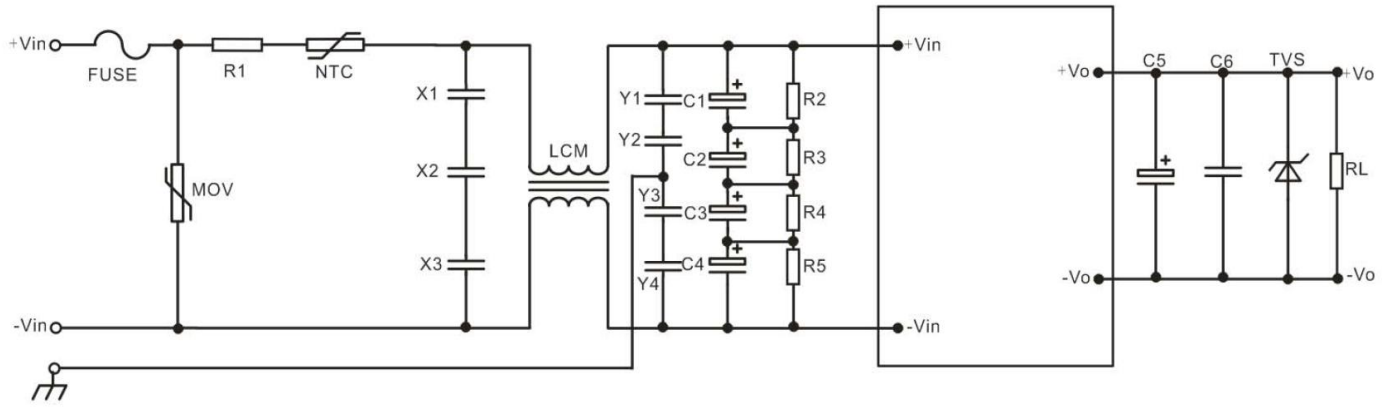 +Vin
FUSE
R1
NTC
MOV
X1
X2
X3
-Vin
LCM
Y1
Y2
Y3
Y4
C1
+
C2
+
C3
+
C4
+
R2
R3
R4
R5
+Vin
-Vin
+Vo
-Vo
C5
+
C6
TVS
+Vo
RL
-Vo